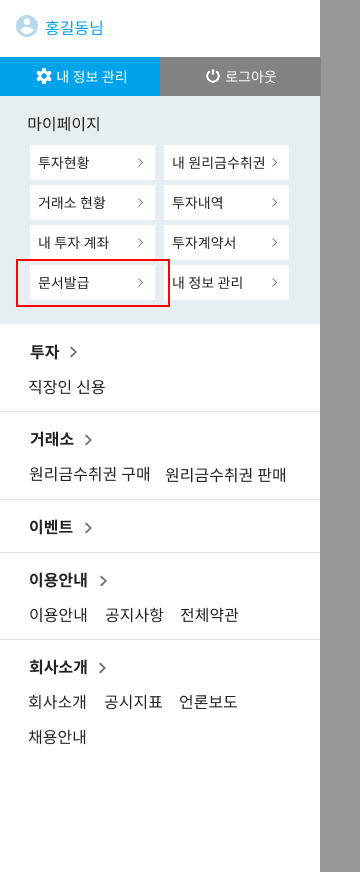 홍길동님
내 정보 관리 로그아웃
마이페이지
투자현황 내 원리금수취권
거래소 현황 투자내역
내 투자 계좌 투자계약서
문서발급 내 정보 관리
투자
직장인 신용
거래소
원리금수취권 구매 원리금수취권 판매
이벤트
이용안내
이용안내 공지사항 전체약관
회사소개
회사소개 공시지표 언론보도
채용안내